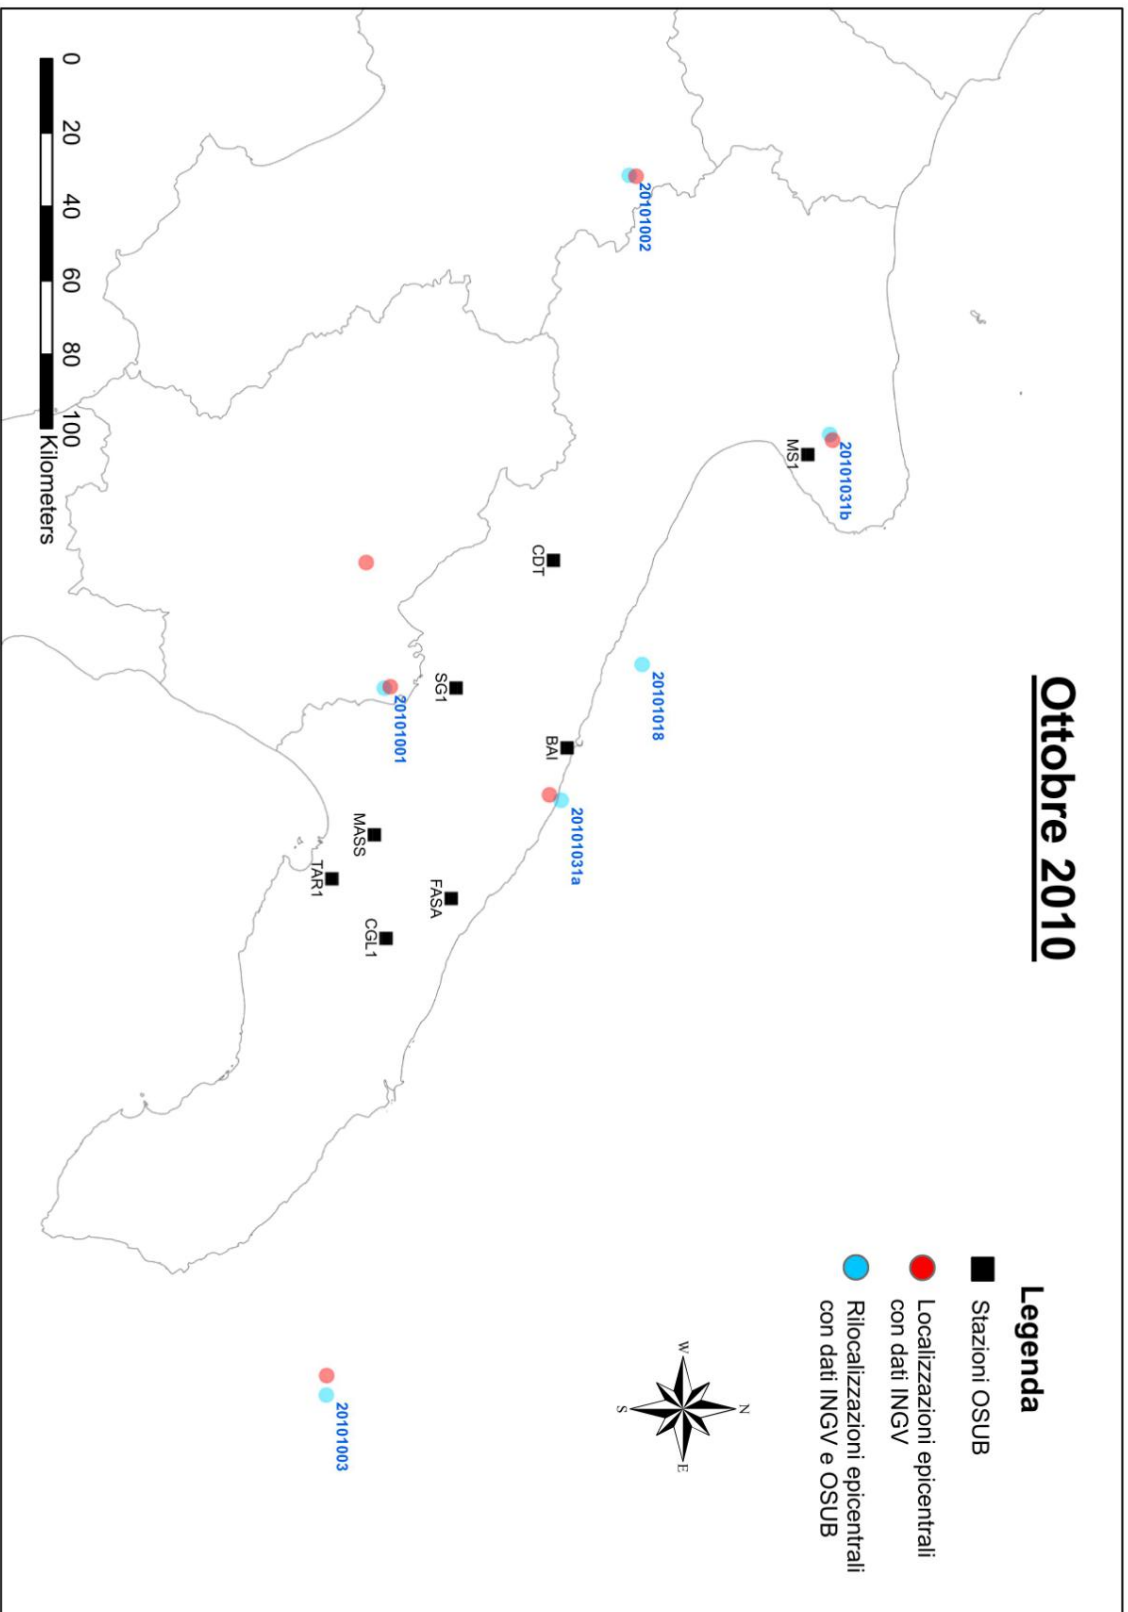 Ottobre 2010
Legenda
Stazioni OSUB
Localizzazioni epicentrali
con dati INGV
Rilocalizzazioni epicentrali
con dati INGV e OSUB
N
W
E
S
20101031b
MS1
20101002
20101018
CDT
BAI
20101031a
SG1
FASA
20101001
CGL1
MASS
TAR1
20101003
0 20 40 60 80 100
Kilometers